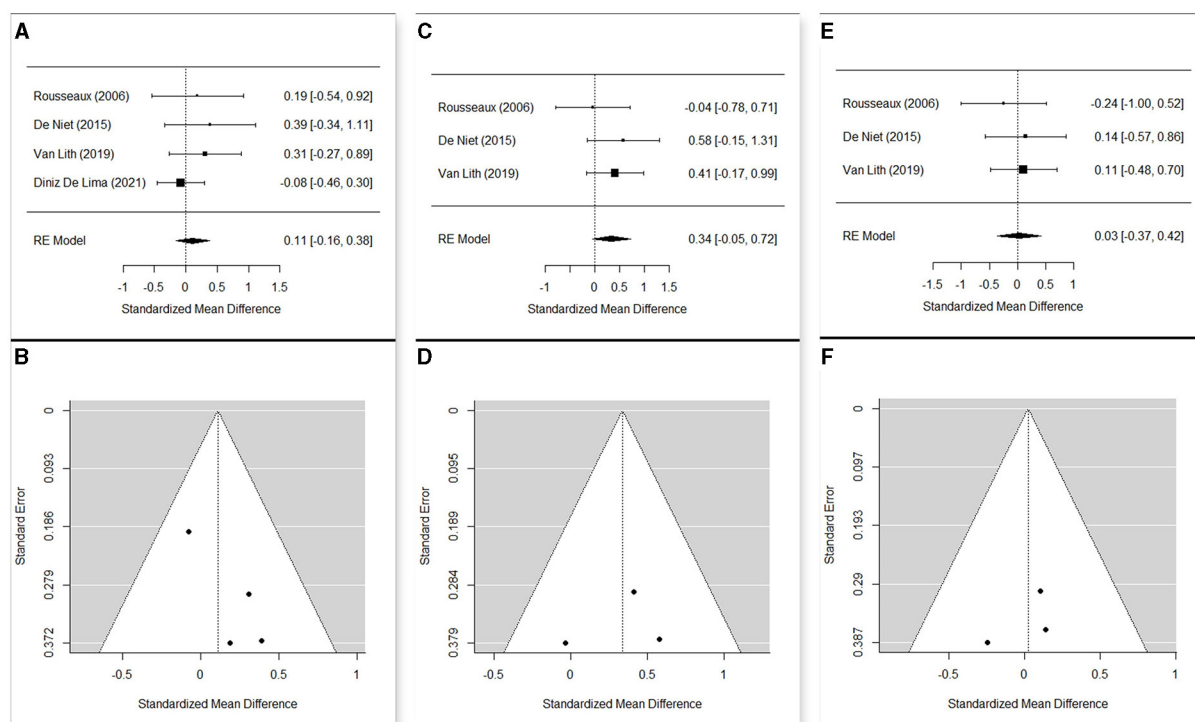 A
Rousseaux (2006) 0.19 [-0.54, 0.92]
De Niet (2015) 0.39 [-0.34, 1.11]
Van Lith (2019) 0.31 [-0.27, 0.89]
Diniz De Lima (2021) -0.08 [-0.46, 0.30]
RE Model 0.11 [-0.16, 0.38]
-1 -0.5 0 0.5 1 1.5
Standardized Mean Difference
C
Rousseaux (2006) -0.04 [-0.78, 0.71]
De Niet (2015) 0.58 [-0.15, 1.31]
Van Lith (2019) 0.41 [-0.17, 0.99]
RE Model 0.34 [-0.05, 0.72]
-1 0 0.5 1 1.5
Standardized Mean Difference
E
Rousseaux (2006) -0.24 [-1.00, 0.52]
De Niet (2015) 0.14 [-0.57, 0.86]
Van Lith (2019) 0.11 [-0.48, 0.70]
RE Model 0.03 [-0.37, 0.42]
-1.5 -1 -0.5 0 0.5 1
Standardized Mean Difference
B
Standard Error
0
0.093
0.186
0.279
0.372
-0.5 0 0.5 1
Standardized Mean Difference
D
Standard Error
0
0.095
0.189
0.284
0.379
-0.5 0 0.5 1
Standardized Mean Difference
F
Standard Error
0
0.097
0.193
0.29
0.387
-0.5 0 0.5 1
Standardized Mean Difference